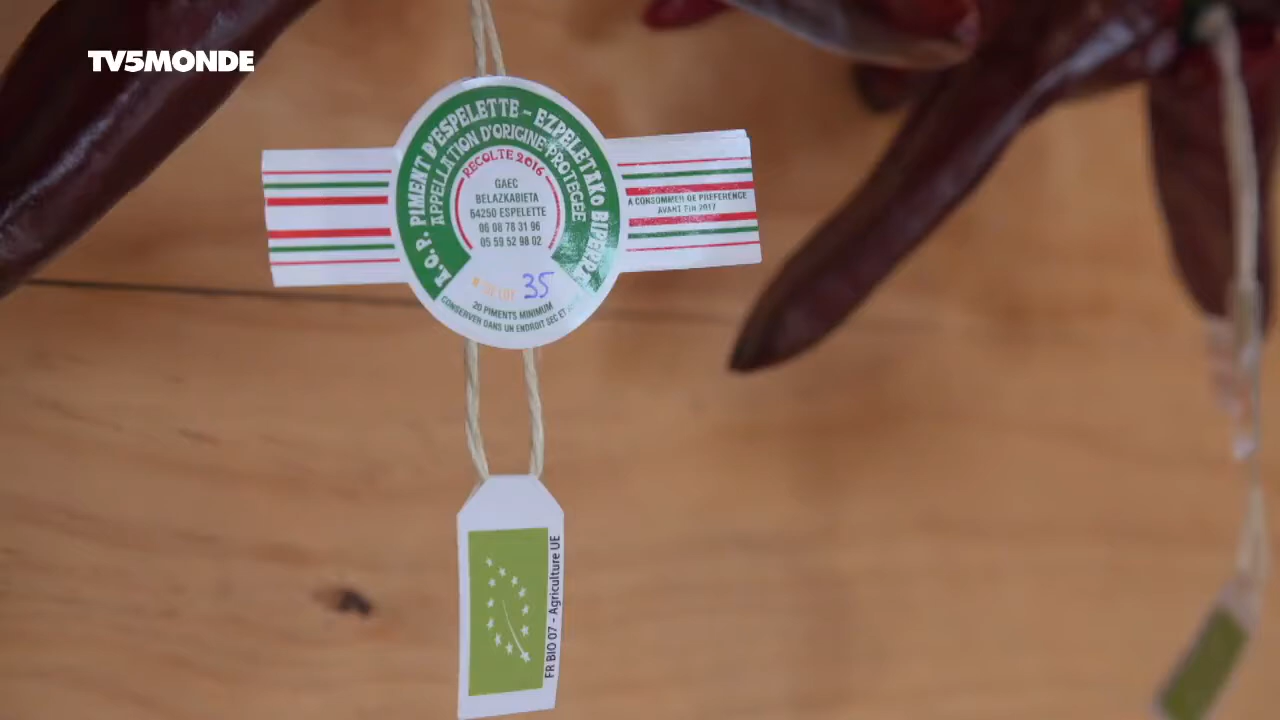 TV5MONDE
A.O.P. PIMENT D'ESPELETTE - EZPELETAKO BIPERRA
APPELLATION D'ORIGINE PROTEGEE
RECOLTE 2016
GAEC
BELAZKABIETA
64250 ESPELETTE
06 08 78 31 96
05 59 52 98 02
35
20 PIMENTS MINIMUM
CONSERVER DANS UN ENDROIT SEC ET
A CONSOMMER DE PREFERENCE
AVANT FIN 2017
FR BIO 07 - Agriculture UE